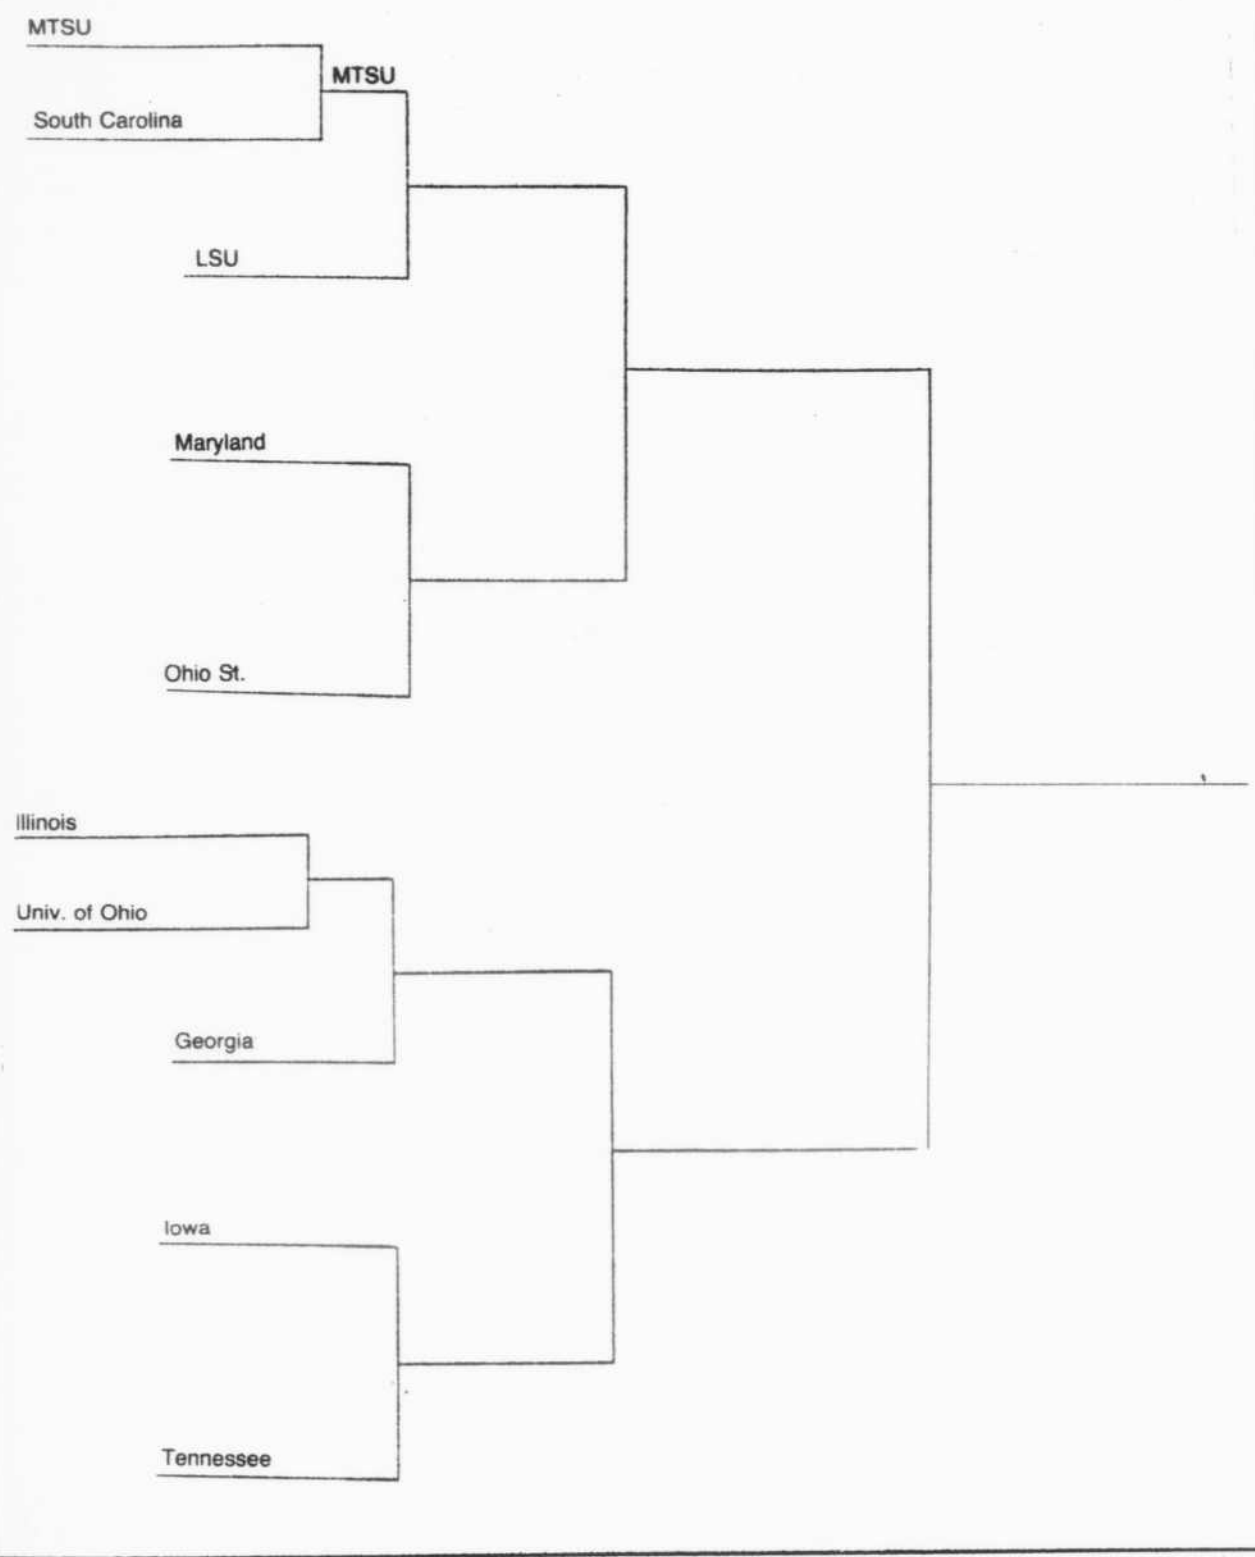 MTSU
MTSU
South Carolina
LSU
Maryland
Ohio St.
Illinois
Univ. of Ohio
Georgia
Iowa
Tennessee